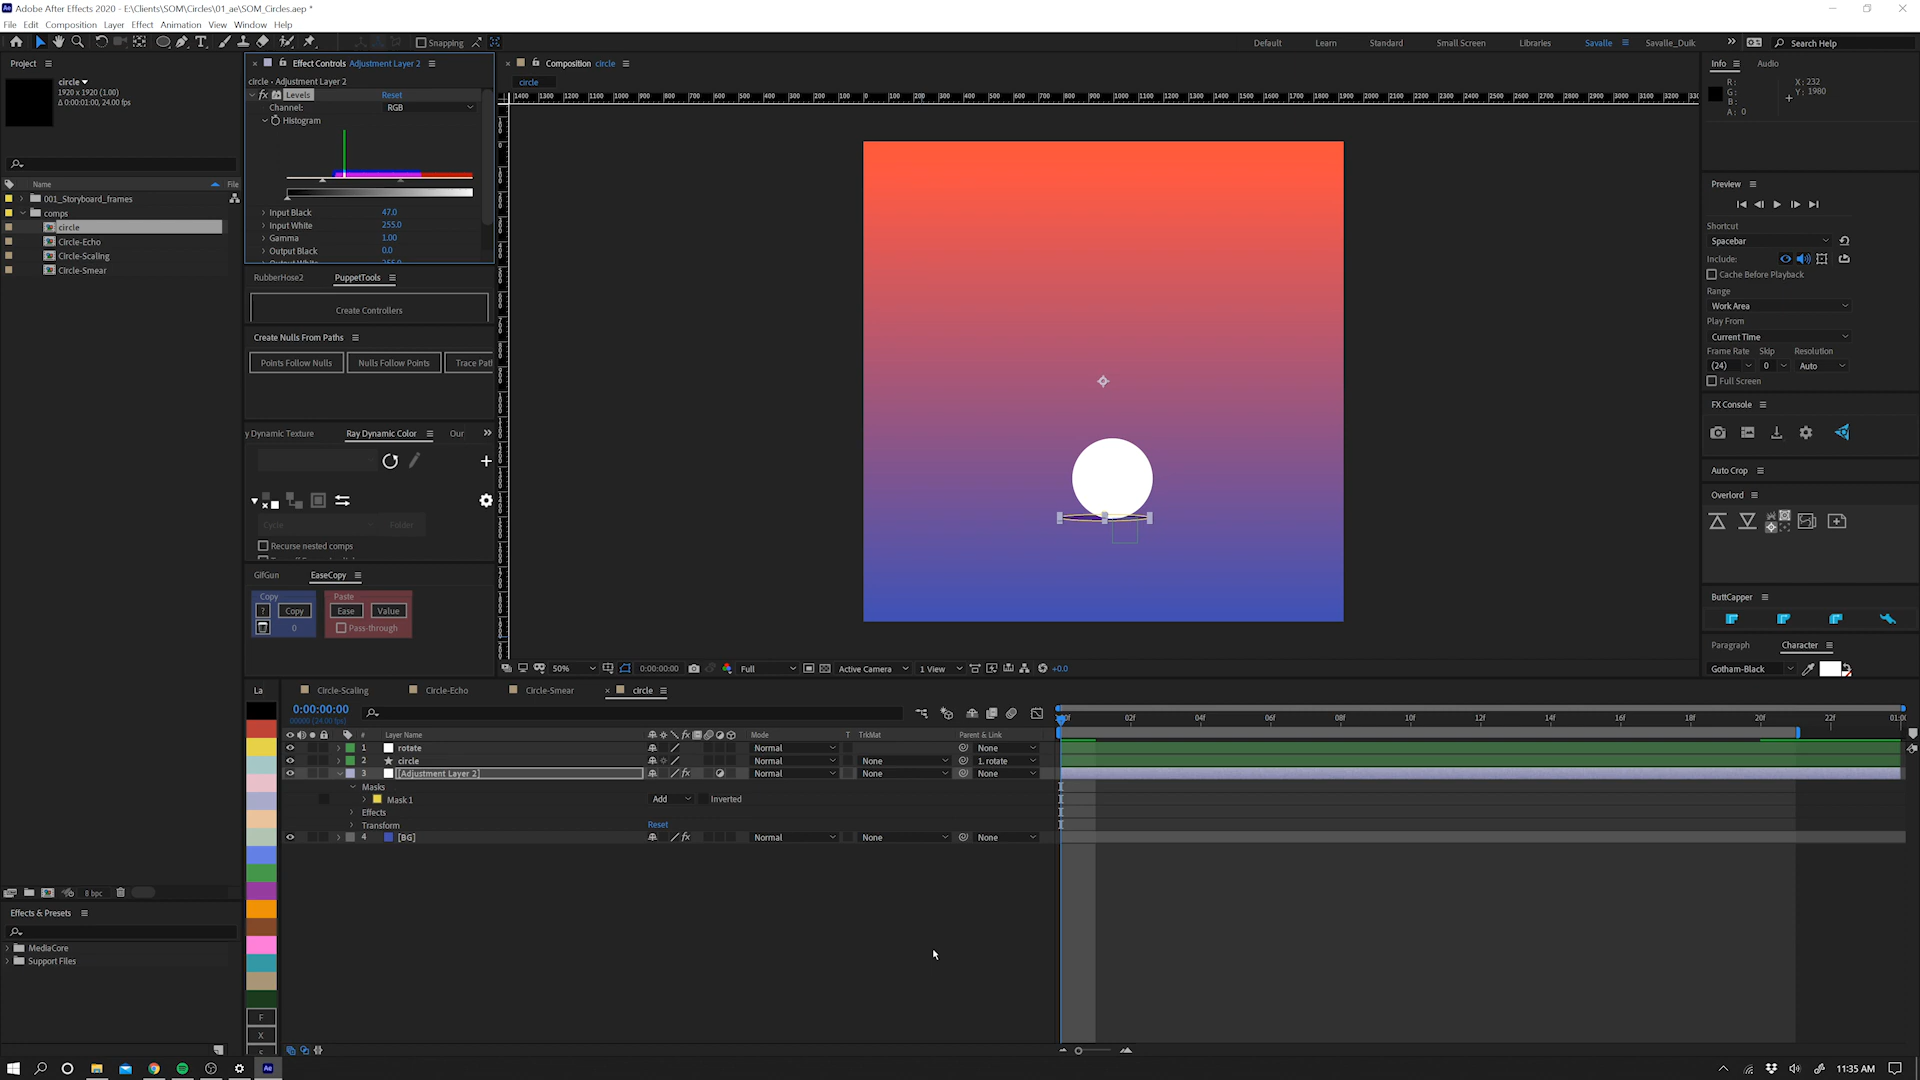 Adobe After Effects 2020 - E:\Clients\SOM\Circles\01_ae\SOM_Circles.aep *
File Edit Composition Layer Effect Animation View Window Help
Snapping
Default Learn Standard Small Screen Libraries Savalle Savalle_Duik Search Help
Project
circle
1920 x 1920 (1.00)
Δ 0:00:01:00, 24.00 fps
Name File
001_Storyboard_frames
comps
circle
Circle-Echo
Circle-Scaling
Circle-Smear
8 bpc
Effects & Presets
MediaCore
Support Files
Effect Controls Adjustment Layer 2
circle • Adjustment Layer 2
fx Levels Reset
Channel: RGB
Histogram
Input Black 47.0
Input White 255.0
Gamma 1.00
Output Black 0.0
RubberHose2 PuppetTools
Create Controllers
Create Nulls From Paths
Points Follow Nulls Nulls Follow Points Trace Pat
y Dynamic Texture Ray Dynamic Color Our
Cycle Folder
Recurse nested comps
GifGun EaseCopy
Copy Paste
? Copy Ease Value
0 Pass-through
Composition circle
circle
50% 0:00:00:00 Full Active Camera 1 View +0.0
Info Audio
R: X: 232
G: Y: 1980
B:
A: 0
Preview
Shortcut
Spacebar
Include:
Cache Before Playback
Range
Work Area
Play From
Current Time
Frame Rate Skip Resolution
(24) 0 Auto
Full Screen
FX Console
Auto Crop
Overlord
ButtCapper
Paragraph Character
Gotham-Black
La Circle-Scaling Circle-Echo Circle-Smear circle
0:00:00:00
00000 (24.00 fps)
# Layer Name Mode T TrkMat Parent & Link
1 rotate Normal None
2 circle Normal None 1. rotate
3 [Adjustment Layer 2] Normal None None
Masks
Mask 1 Add Inverted
Effects
Transform Reset
4 [BG] Normal None None
02f 04f 06f 08f 10f 12f 14f 16f 18f 20f 22f 01:0
F
X
11:35 AM